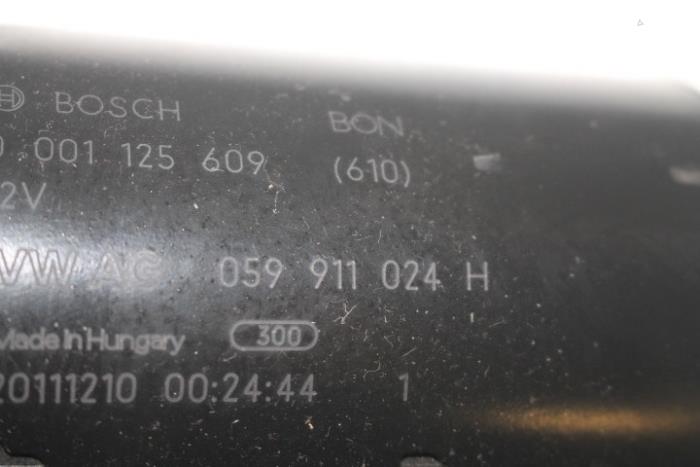 BOSCH BON
0 001 125 609 (610)
2V
VW AG 059 911 024 H
Made in Hungary 300
20111210 00:24:44 1